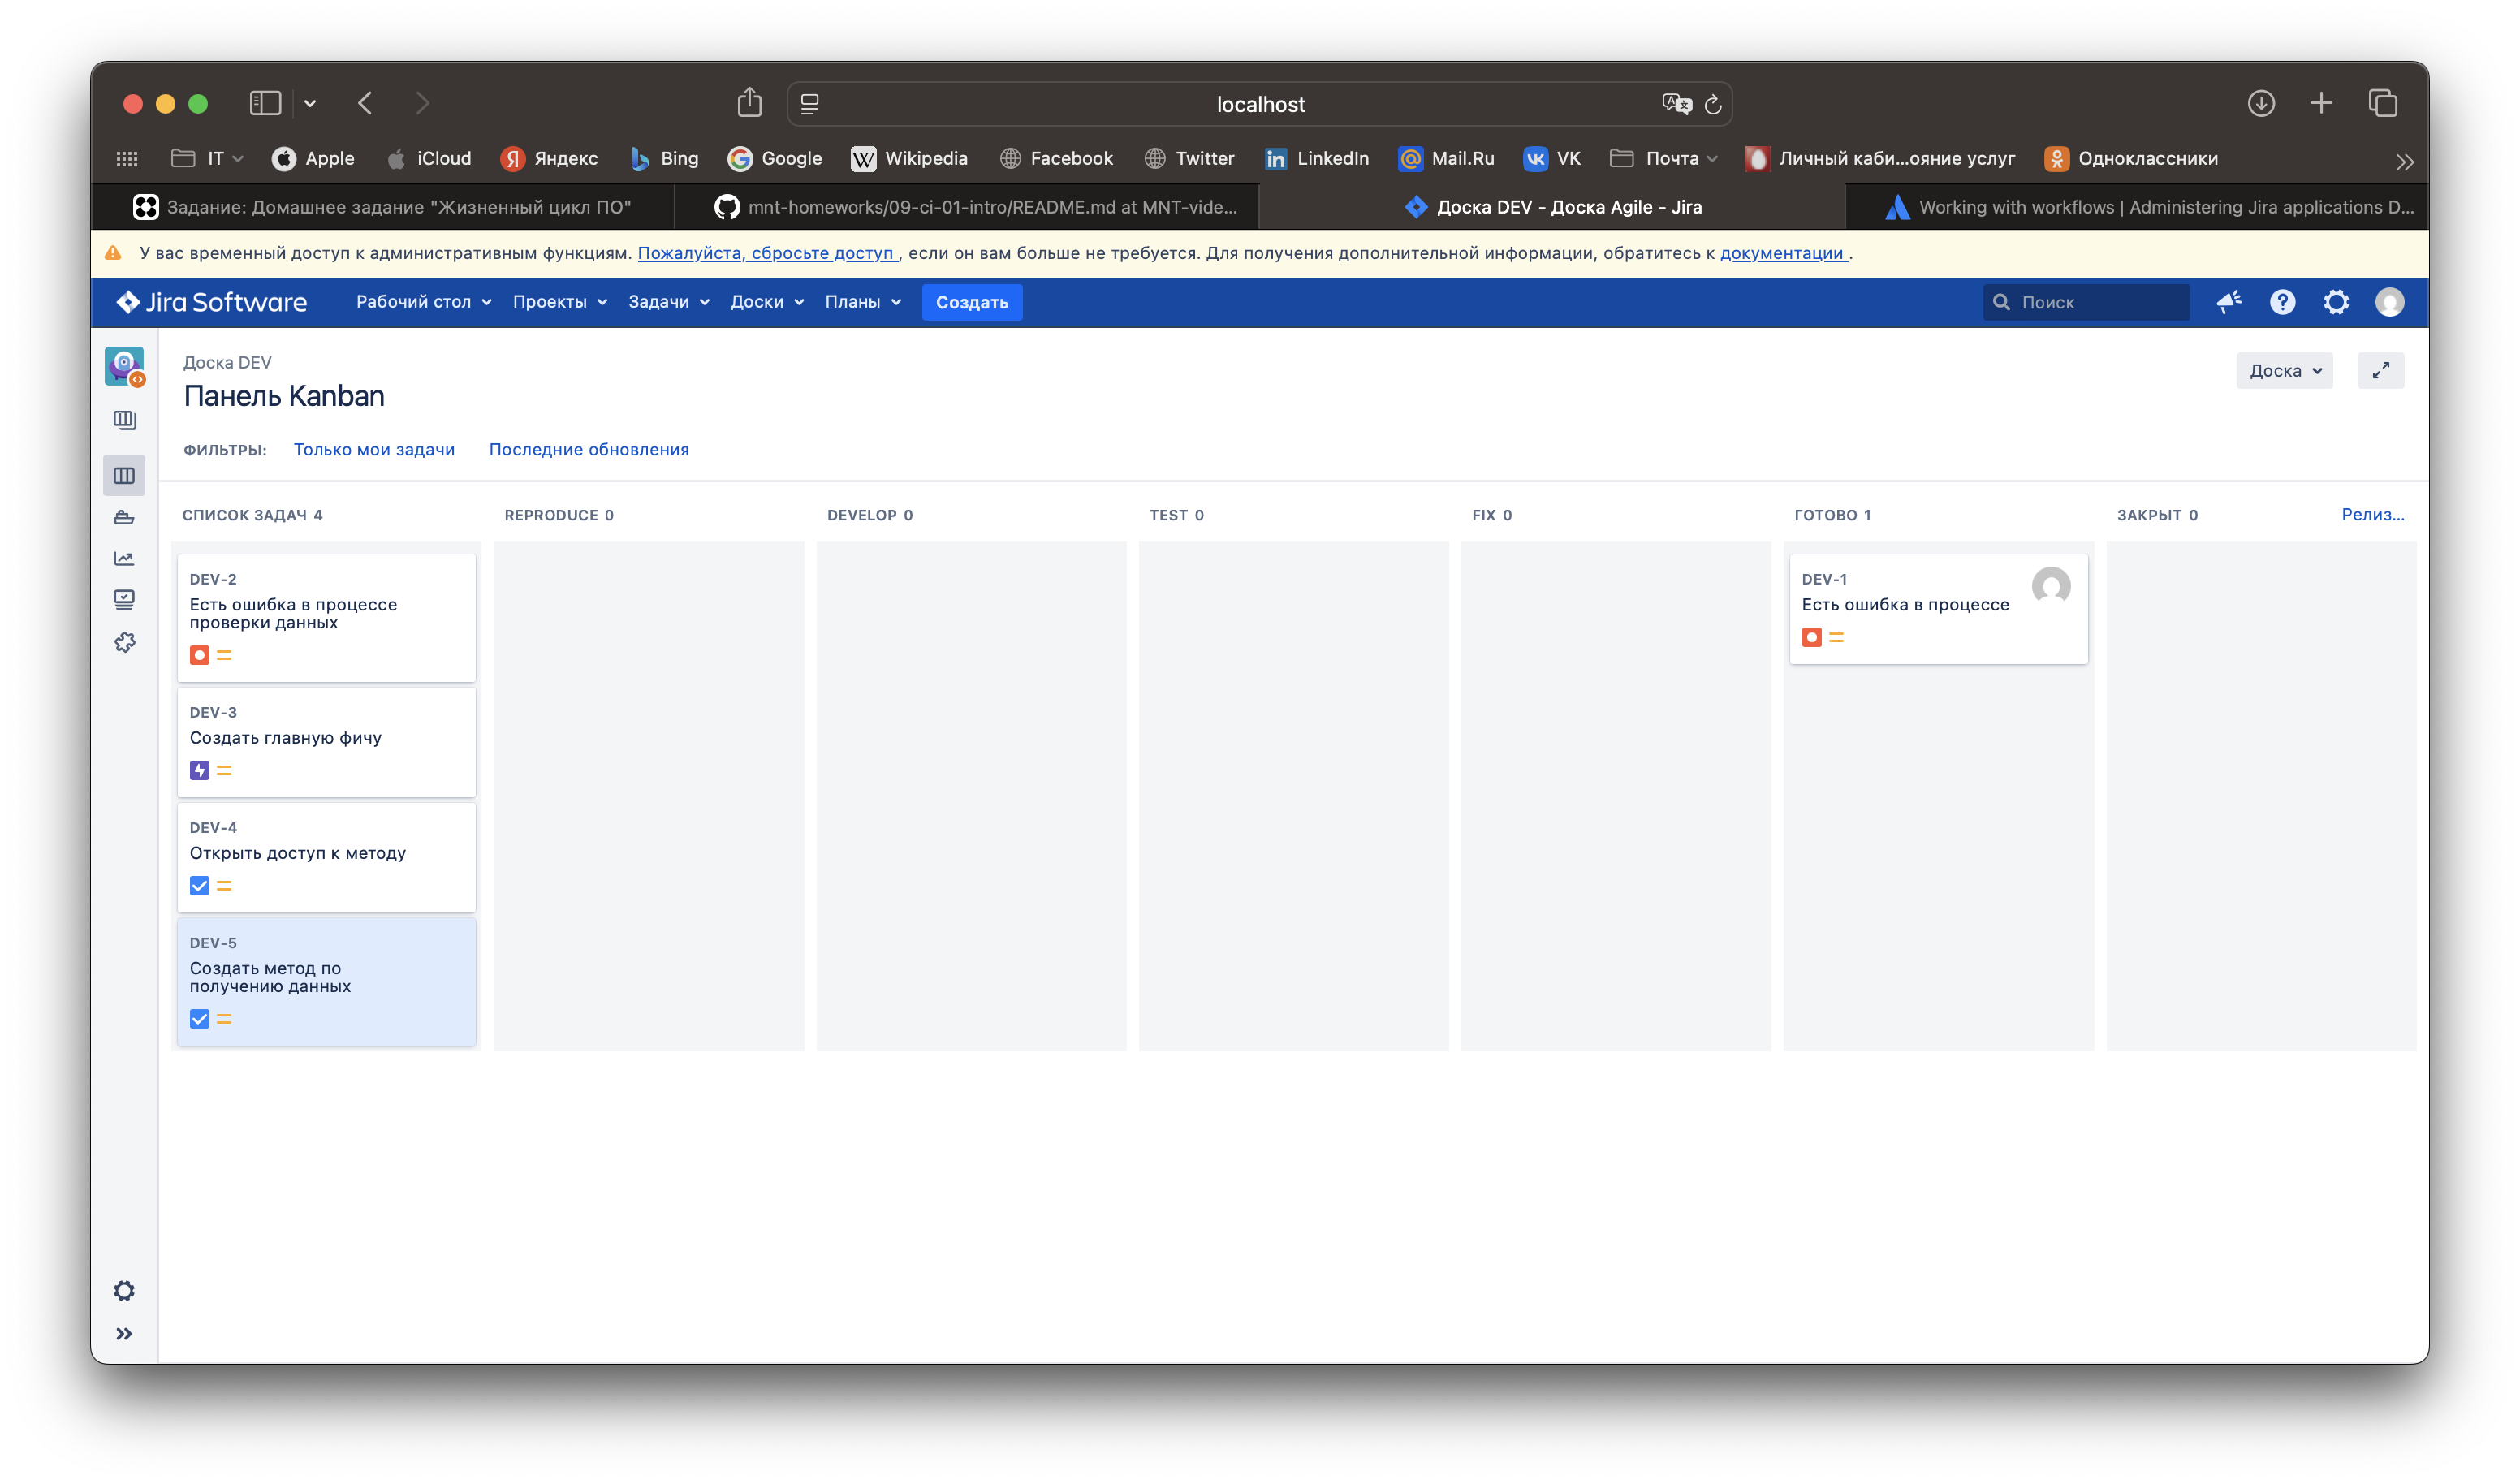 localhost
IT
Apple
iCloud
Яндекс
Bing
Google
Wikipedia
Facebook
Twitter
LinkedIn
Mail.Ru
VK
Почта
Личный каби...ояние услуг
Одноклассники
Задание: Домашнее задание "Жизненный цикл ПО"
mnt-homeworks/09-ci-01-intro/README.md at MNT-vide...
Доска DEV - Доска Agile - Jira
Working with workflows | Administering Jira applications D...
У вас временный доступ к административным функциям. Пожалуйста, сбросьте доступ , если он вам больше не требуется. Для получения дополнительной информации, обратитесь к документации .
Jira Software
Рабочий стол
Проекты
Задачи
Доски
Планы
Создать
Поиск
Доска DEV
Панель Kanban
Доска
ФИЛЬТРЫ:
Только мои задачи
Последние обновления
СПИСОК ЗАДАЧ 4
REPRODUCE 0
DEVELOP 0
TEST 0
FIX 0
ГОТОВО 1
ЗАКРЫТ 0
Релиз...
DEV-2
Есть ошибка в процессе
проверки данных
DEV-3
Создать главную фичу
DEV-4
Открыть доступ к методу
DEV-5
Создать метод по
получению данных
DEV-1
Есть ошибка в процессе